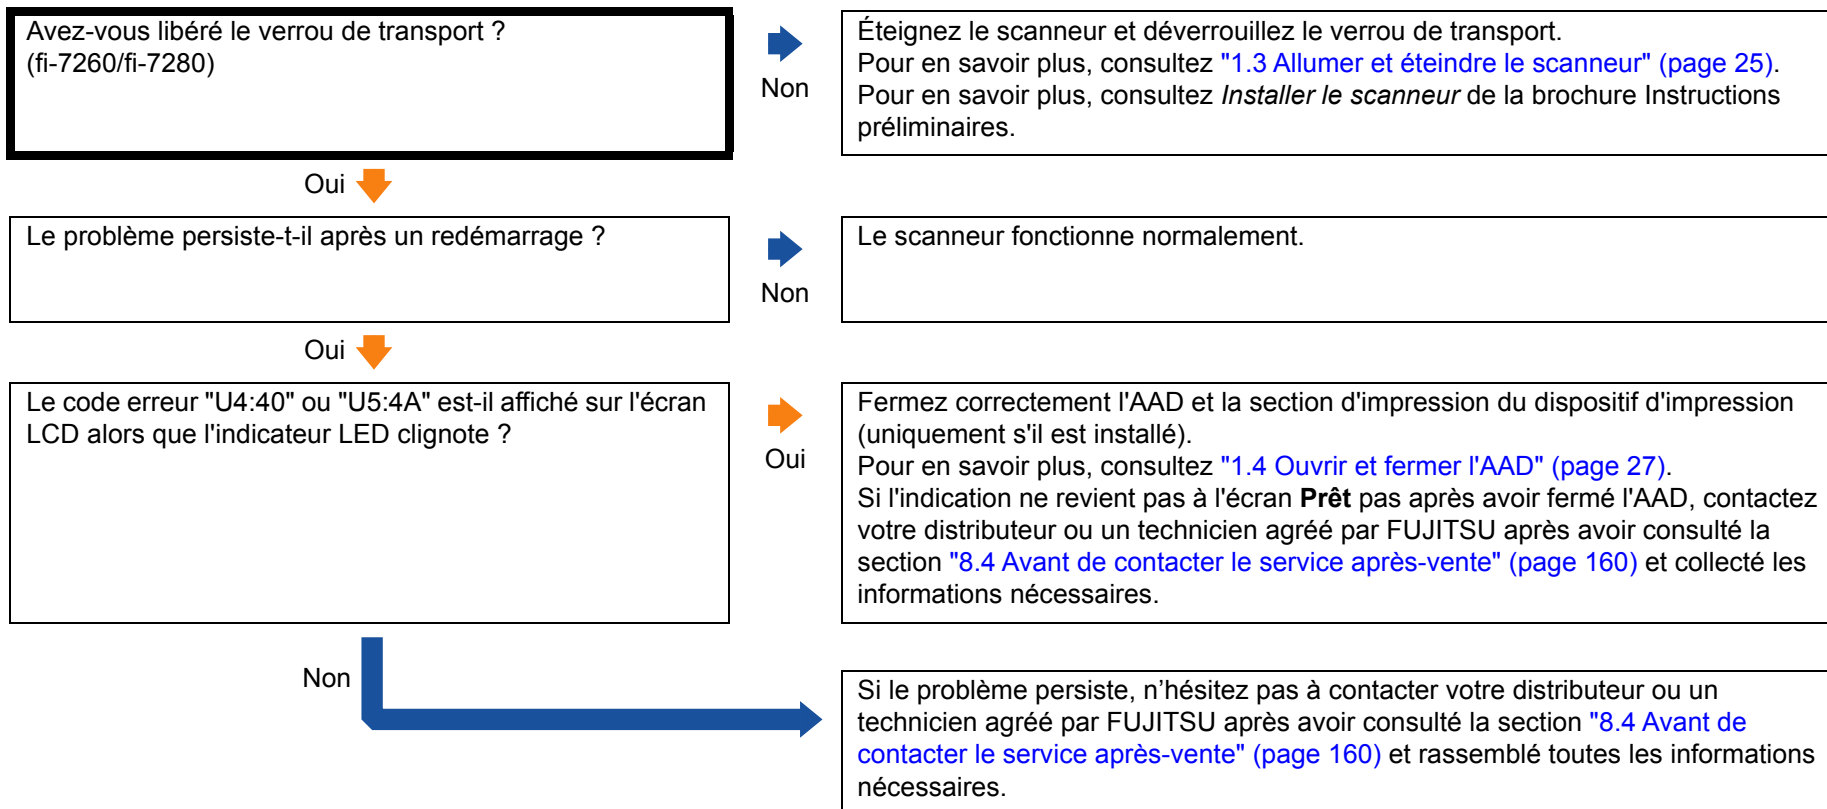 Avez-vous libéré le verrou de transport ?
(fi-7260/fi-7280)
Non
Éteignez le scanneur et déverrouillez le verrou de transport.
Pour en savoir plus, consultez "1.3 Allumer et éteindre le scanneur" (page 25).
Pour en savoir plus, consultez Installer le scanneur de la brochure Instructions
préliminaires.
Oui
Le problème persiste-t-il après un redémarrage ?
Non
Le scanneur fonctionne normalement.
Oui
Le code erreur "U4:40" ou "U5:4A" est-il affiché sur l'écran
LCD alors que l'indicateur LED clignote ?
Oui
Fermez correctement l'AAD et la section d'impression du dispositif d'impression
(uniquement s'il est installé).
Pour en savoir plus, consultez "1.4 Ouvrir et fermer l'AAD" (page 27).
Si l'indication ne revient pas à l'écran Prêt pas après avoir fermé l'AAD, contactez
votre distributeur ou un technicien agréé par FUJITSU après avoir consulté la
section "8.4 Avant de contacter le service après-vente" (page 160) et collecté les
informations nécessaires.
Non
Si le problème persiste, n’hésitez pas à contacter votre distributeur ou un
technicien agréé par FUJITSU après avoir consulté la section "8.4 Avant de
contacter le service après-vente" (page 160) et rassemblé toutes les informations
nécessaires.